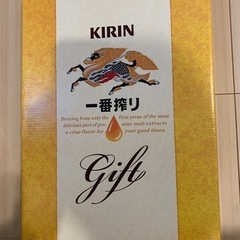 KIRIN
一番搾り
Brewing from only the first press of the most
delicious part of genuine malt extracts
a crisp flavor for your good times.
Gift